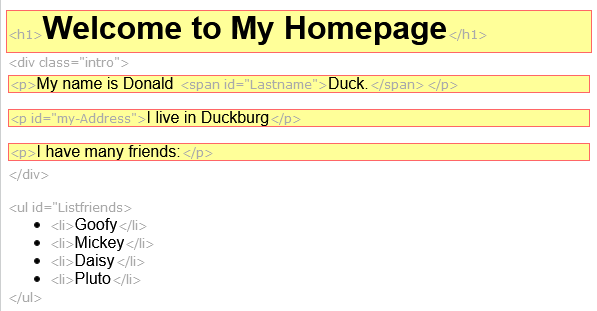 <h1>Welcome to My Homepage</h1>
<div class="intro">
<p>My name is Donald <span id="Lastname">Duck.</span></p>
<p id="my-Address">I live in Duckburg</p>
<p>I have many friends:</p>
</div>
<ul id="Listfriends>
• <li>Goofy</li>
• <li>Mickey</li>
• <li>Daisy</li>
• <li>Pluto</li>
</ul>